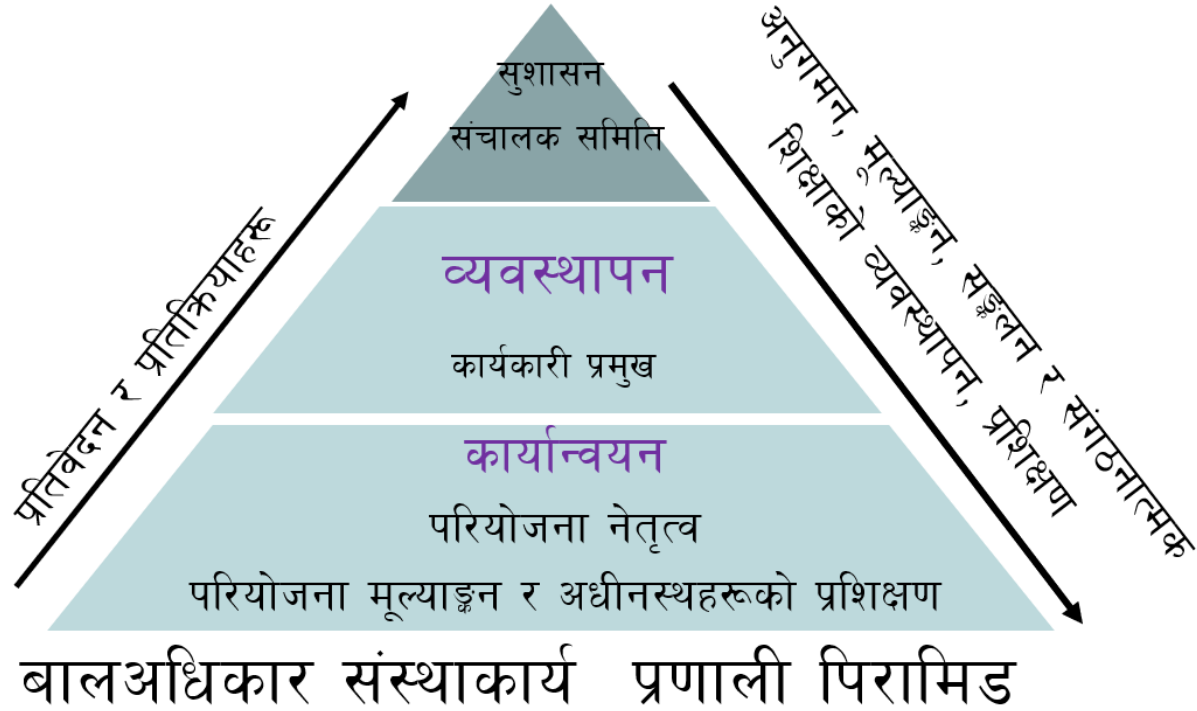 सुशासन
संचालक समिति
व्यवस्थापन
कार्यकारी प्रमुख
कार्यान्वयन
परियोजना नेतृत्व
परियोजना मूल्याङ्कन र अधीनस्थहरूको प्रशिक्षण
प्रतिवेदन र प्रतिक्रियाहरू
अनुगमन, मूल्याङ्कन, सङ्कलन र संगठनात्मक
शिक्षाको व्यवस्थापन, प्रशिक्षण
बालअधिकार संस्थाकार्य प्रणाली पिरामिड